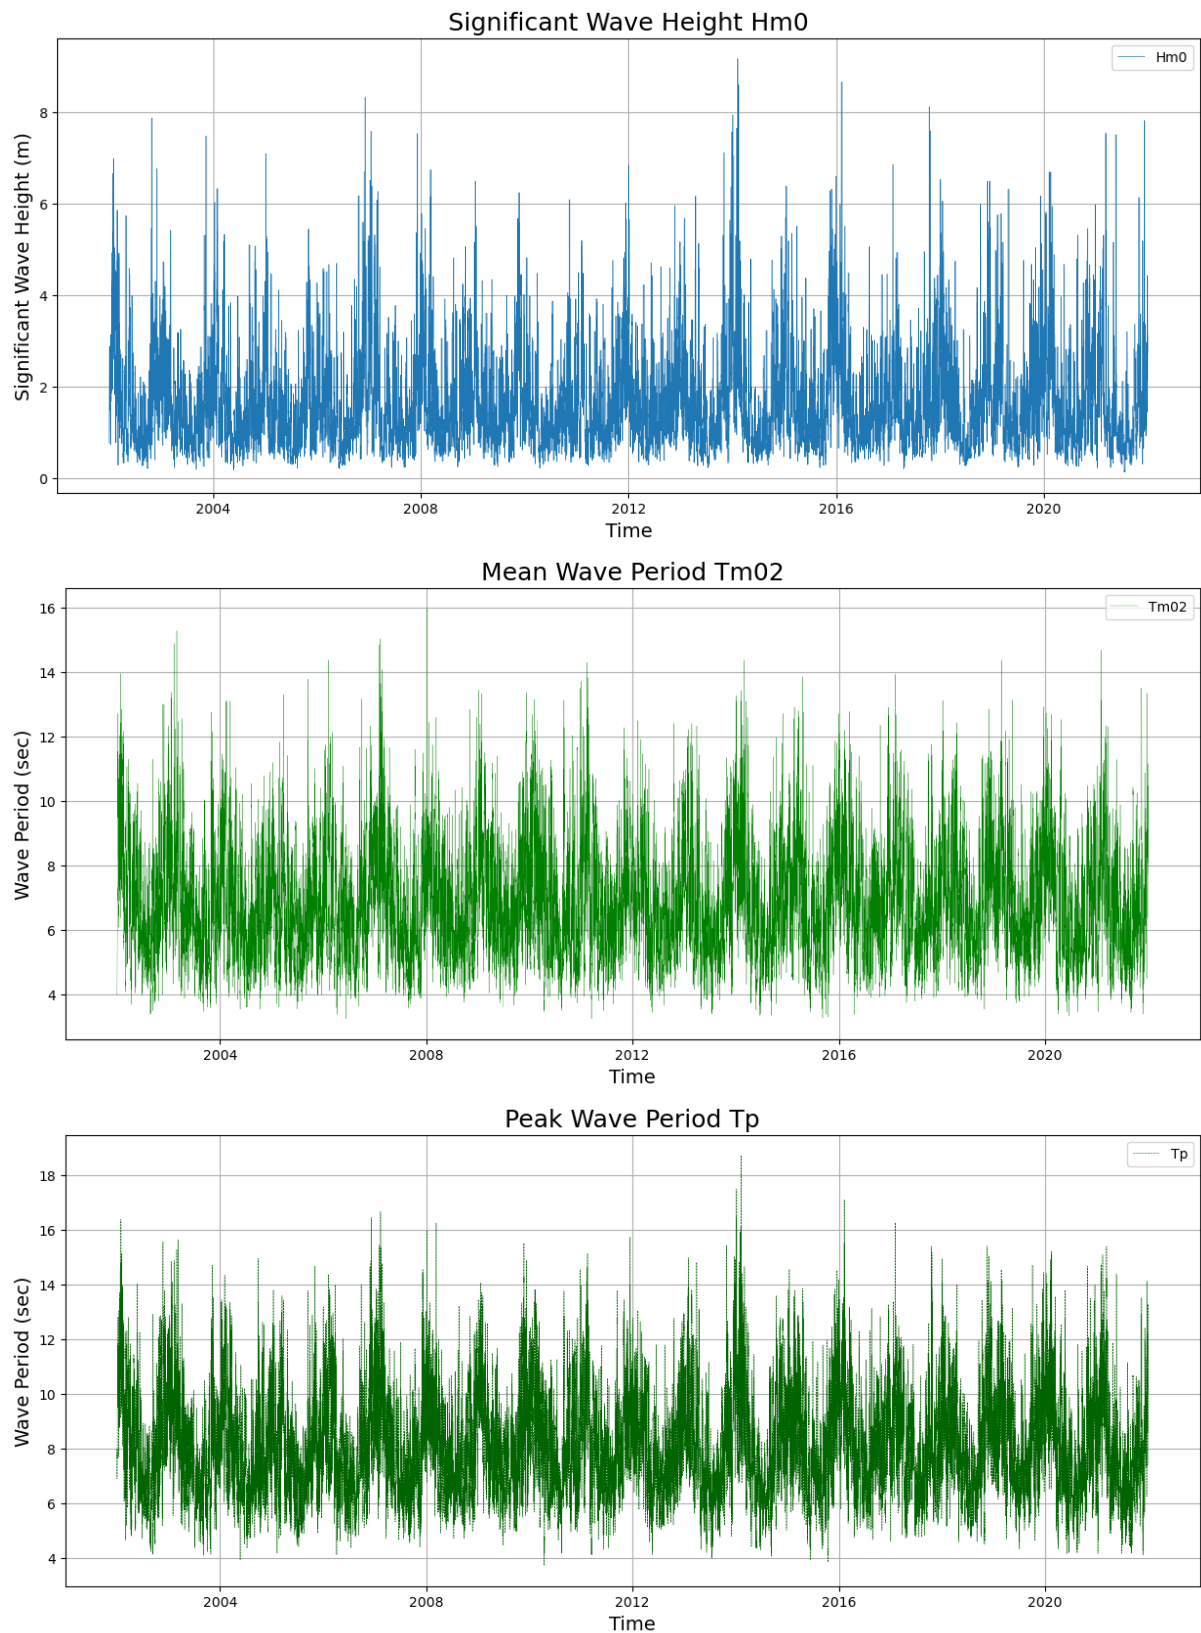 Significant Wave Height Hm0
Hm0
8
6
4
2
0
Significant Wave Height (m)
2004 2008 2012 2016 2020
Time
Mean Wave Period Tm02
Tm02
16
14
12
10
8
6
4
Wave Period (sec)
2004 2008 2012 2016 2020
Time
Peak Wave Period Tp
Tp
18
16
14
12
10
8
6
4
Wave Period (sec)
2004 2008 2012 2016 2020
Time